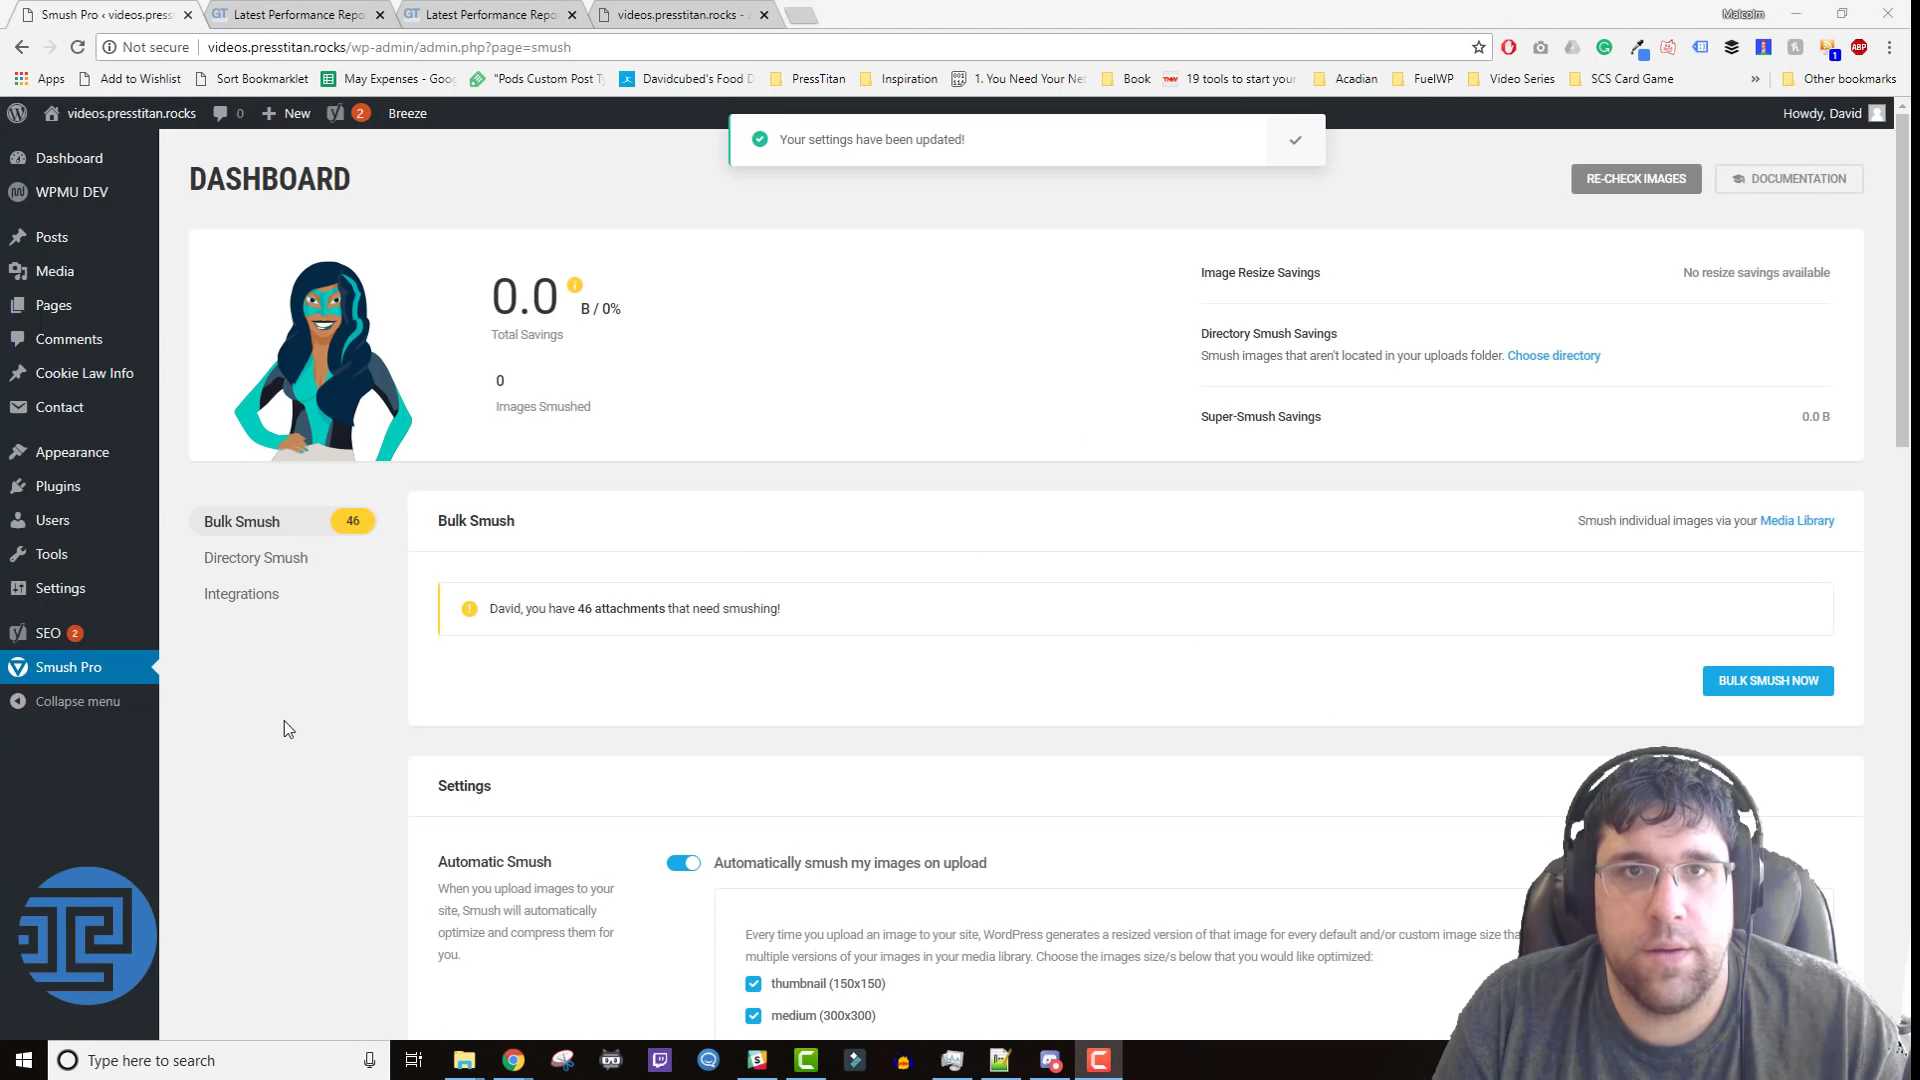 Smush Pro ‹ videos.press
GT Latest Performance Repo
GT Latest Performance Repo
videos.presstitan.rocks -
Malcolm
Not secure
videos.presstitan.rocks/wp-admin/admin.php?page=smush
ABP
1
Apps
Add to Wishlist
Sort Bookmarklet
May Expenses - Goog
"Pods Custom Post Ty
Davidcubed's Food D
PressTitan
Inspiration
1. You Need Your Ne
Book
TNW 19 tools to start your
Acadian
FuelWP
Video Series
SCS Card Game
»
Other bookmarks
videos.presstitan.rocks
0
New
2
Breeze
Howdy, David
Your settings have been updated!
Dashboard
WPMU DEV
Posts
Media
Pages
Comments
Cookie Law Info
Contact
Appearance
Plugins
Users
Tools
Settings
SEO 2
Smush Pro
Collapse menu
DASHBOARD
RE-CHECK IMAGES
DOCUMENTATION
0.0 B / 0%
Total Savings
0
Images Smushed
Image Resize Savings
No resize savings available
Directory Smush Savings
Smush images that aren't located in your uploads folder. Choose directory
Super-Smush Savings
0.0 B
Bulk Smush 46
Directory Smush
Integrations
Bulk Smush
Smush individual images via your Media Library
David, you have 46 attachments that need smushing!
BULK SMUSH NOW
Settings
Automatic Smush
When you upload images to your
site, Smush will automatically
optimize and compress them for
you.
Automatically smush my images on upload
Every time you upload an image to your site, WordPress generates a resized version of that image for every default and/or custom image size tha
multiple versions of your images in your media library. Choose the images size/s below that you would like optimized:
thumbnail (150x150)
medium (300x300)
Type here to search